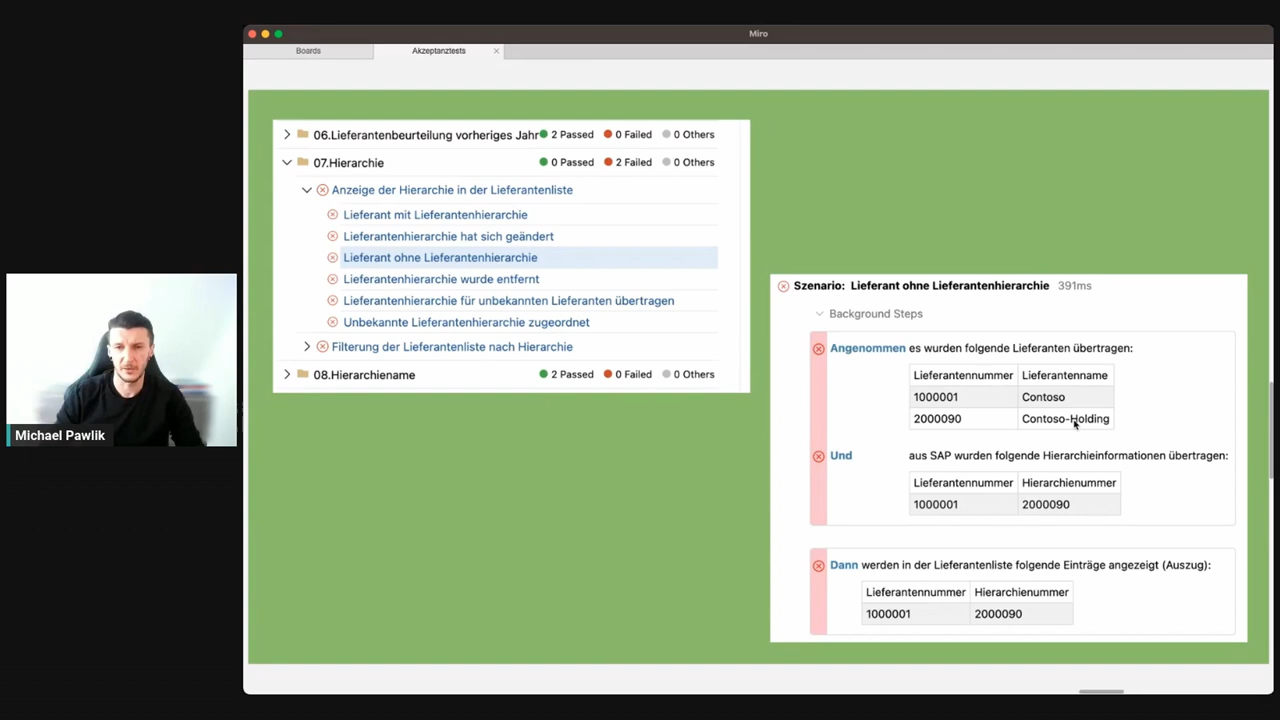 Miro
Boards
Akzeptanztests
06.Lieferantenbeurteilung vorheriges Jahr 2 Passed 0 Failed 0 Others
07.Hierarchie 0 Passed 2 Failed 0 Others
Anzeige der Hierarchie in der Lieferantenliste
Lieferant mit Lieferantenhierarchie
Lieferantenhierarchie hat sich geändert
Lieferant ohne Lieferantenhierarchie
Lieferantenhierarchie wurde entfernt
Lieferantenhierarchie für unbekannten Lieferanten übertragen
Unbekannte Lieferantenhierarchie zugeordnet
Filterung der Lieferantenliste nach Hierarchie
08.Hierarchiename 2 Passed 0 Failed 0 Others
Szenario: Lieferant ohne Lieferantenhierarchie 391ms
Background Steps
Angenommen es wurden folgende Lieferanten übertragen:
Lieferantennummer Lieferantenname
1000001 Contoso
2000090 Contoso-Holding
Und aus SAP wurden folgende Hierarchieinformationen übertragen:
Lieferantennummer Hierarchienummer
1000001 2000090
Dann werden in der Lieferantenliste folgende Einträge angezeigt (Auszug):
Lieferantennummer Hierarchienummer
1000001 2000090
Michael Pawlik